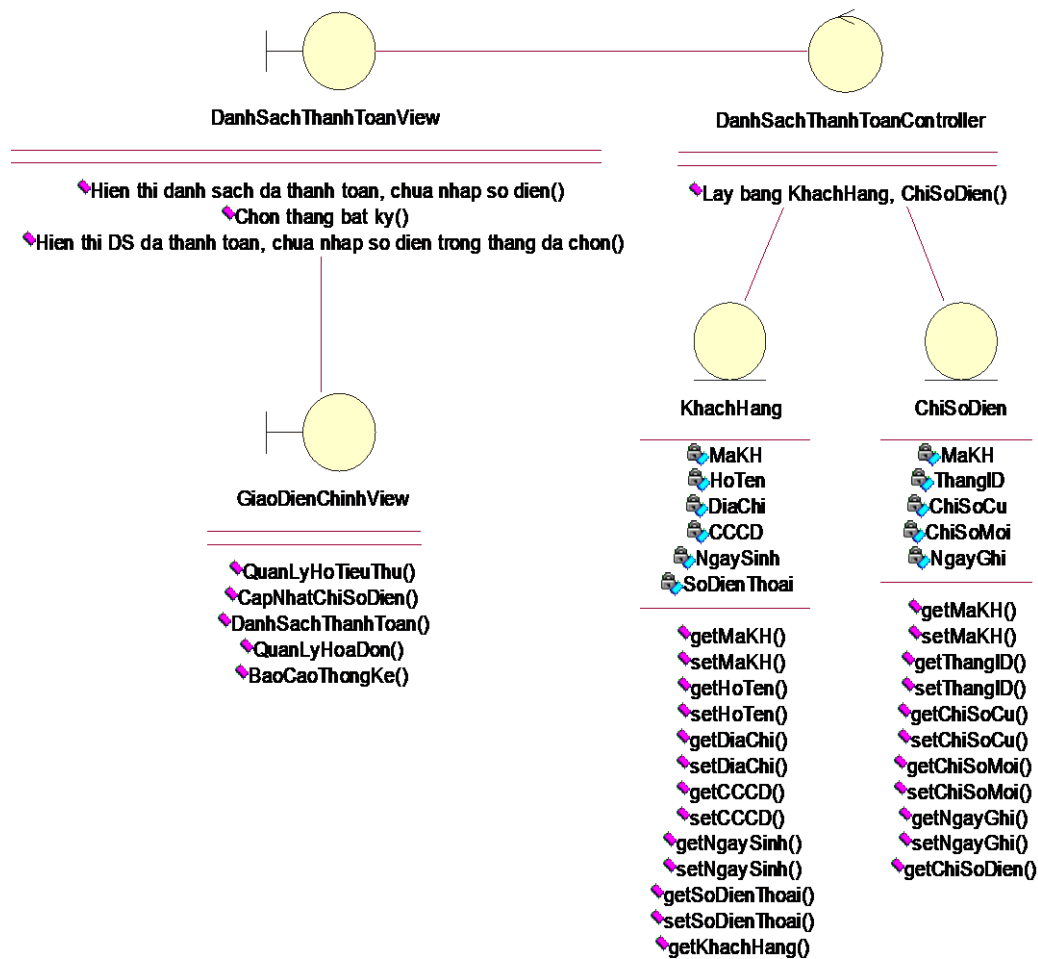 DanhSachThanhToanView
Hien thi danh sach da thanh toan, chua nhap so dien()
Chon thang bat ky()
Hien thi DS da thanh toan, chua nhap so dien trong thang da chon()
DanhSachThanhToanController
Lay bang KhachHang, ChiSoDien()
GiaoDienChinhView
QuanLyHoTieuThu()
CapNhatChiSoDien()
DanhSachThanhToan()
QuanLyHoaDon()
BaoCaoThongKe()
KhachHang
MaKH
HoTen
DiaChi
CCCD
NgaySinh
SoDienThoai
getMaKH()
setMaKH()
getHoTen()
setHoTen()
getDiaChi()
setDiaChi()
getCCCD()
setCCCD()
getNgaySinh()
setNgaySinh()
getSoDienThoai()
setSoDienThoai()
getKhachHang()
ChiSoDien
MaKH
ThangID
ChiSoCu
ChiSoMoi
NgayGhi
getMaKH()
setMaKH()
getThangID()
setThangID()
getChiSoCu()
setChiSoCu()
getChiSoMoi()
setChiSoMoi()
getNgayGhi()
setNgayGhi()
getChiSoDien()